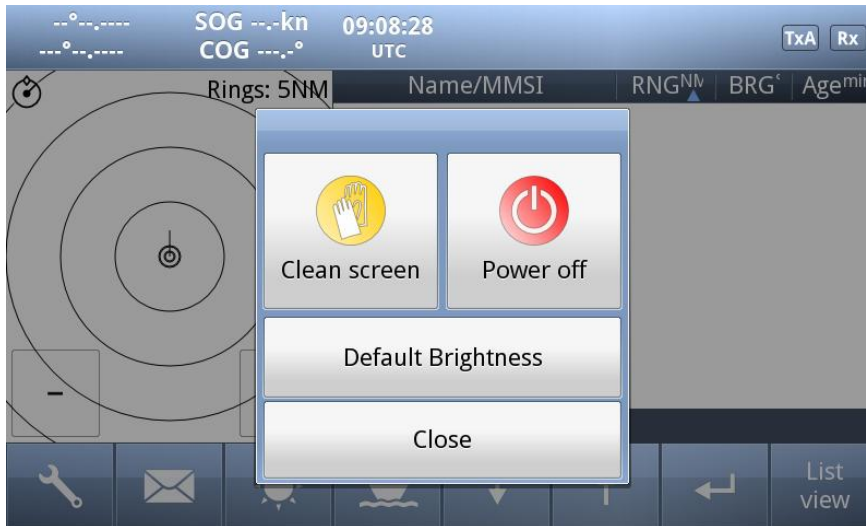 --°--,---- SOG --.-kn 09:08:28
---°--,---- COG ---.-° UTC
TxA Rx
Rings: 5NM Name/MMSI RNG BRG Age
Clean screen Power off
Default Brightness
-
Close
List
view